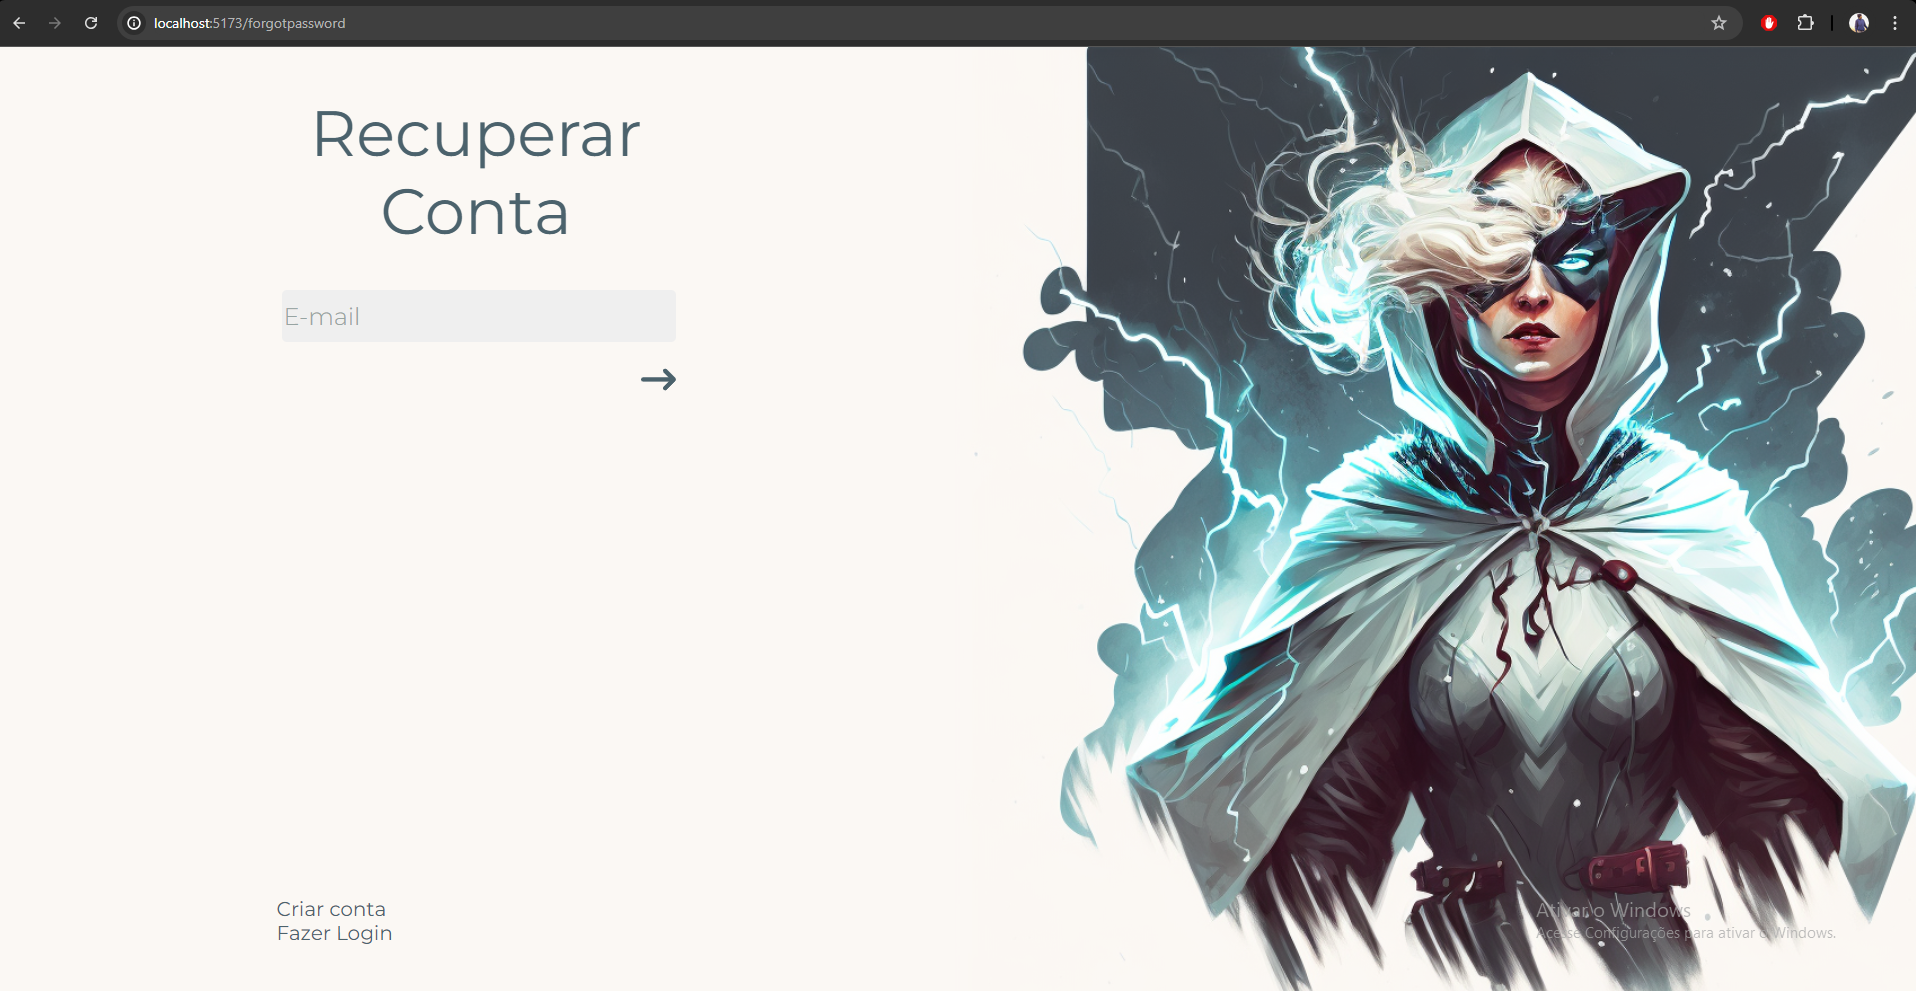 localhost:5173/forgotpassword
Recuperar
Conta
E-mail
Criar conta
Fazer Login
Ativar o Windows
Acesse Configurações para ativar o Windows.